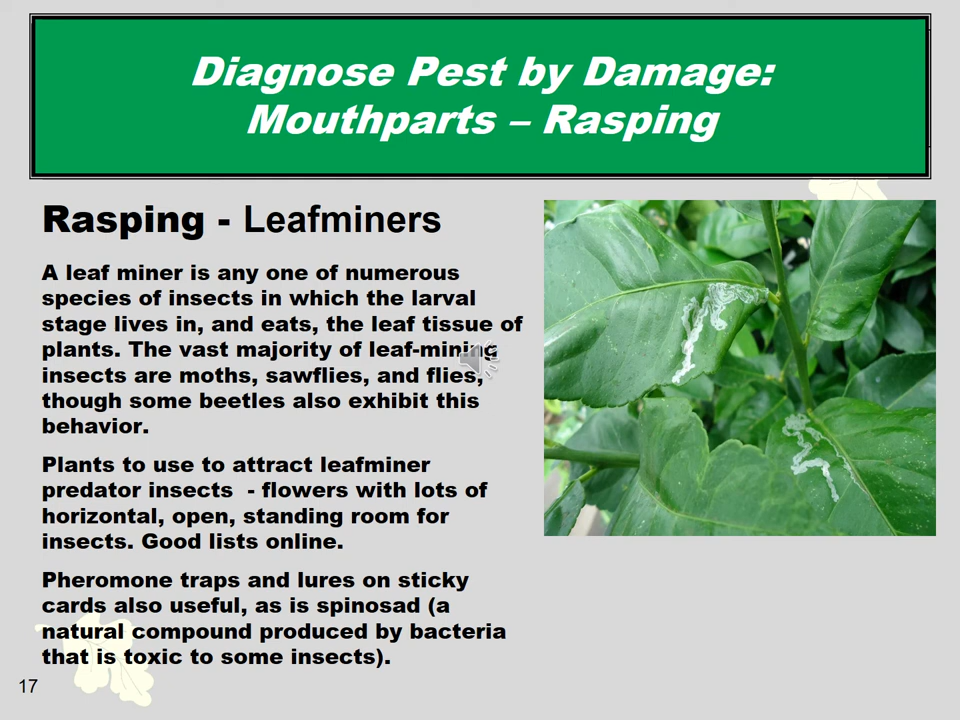 Diagnose Pest by Damage:
Mouthparts – Rasping
Rasping - Leafminers
A leaf miner is any one of numerous
species of insects in which the larval
stage lives in, and eats, the leaf tissue of
plants. The vast majority of leaf-mining
insects are moths, sawflies, and flies,
though some beetles also exhibit this
behavior.
Plants to use to attract leafminer
predator insects  - flowers with lots of
horizontal, open, standing room for
insects. Good lists online.
Pheromone traps and lures on sticky
cards also useful, as is spinosad (a
natural compound produced by bacteria
that is toxic to some insects).
17